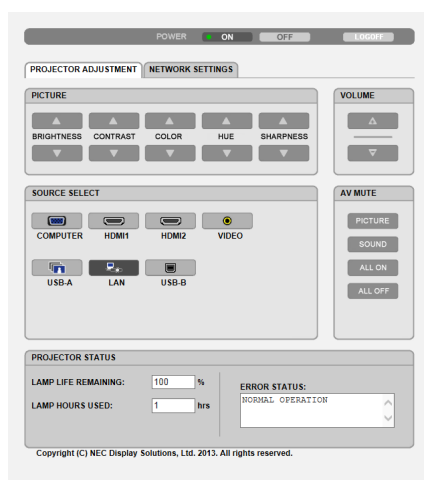 POWER ON OFF LOGOFF
PROJECTOR ADJUSTMENT NETWORK SETTINGS
PICTURE
BRIGHTNESS CONTRAST COLOR HUE SHARPNESS
VOLUME
SOURCE SELECT
COMPUTER HDMI1 HDMI2 VIDEO
USB-A LAN USB-B
AV MUTE
PICTURE
SOUND
ALL ON
ALL OFF
PROJECTOR STATUS
LAMP LIFE REMAINING: 100 %
LAMP HOURS USED: 1 hrs
ERROR STATUS:
NORMAL OPERATION
Copyright (C) NEC Display Solutions, Ltd. 2013. All rights reserved.